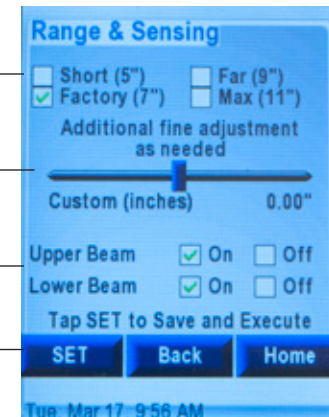 Range & Sensing
Short (5") Far (9")
Factory (7") Max (11")
Additional fine adjustment
as needed
Custom (inches) 0.00"
Upper Beam On Off
Lower Beam On Off
Tap SET to Save and Execute
SET Back Home
Tue Mar 17 9:56 AM